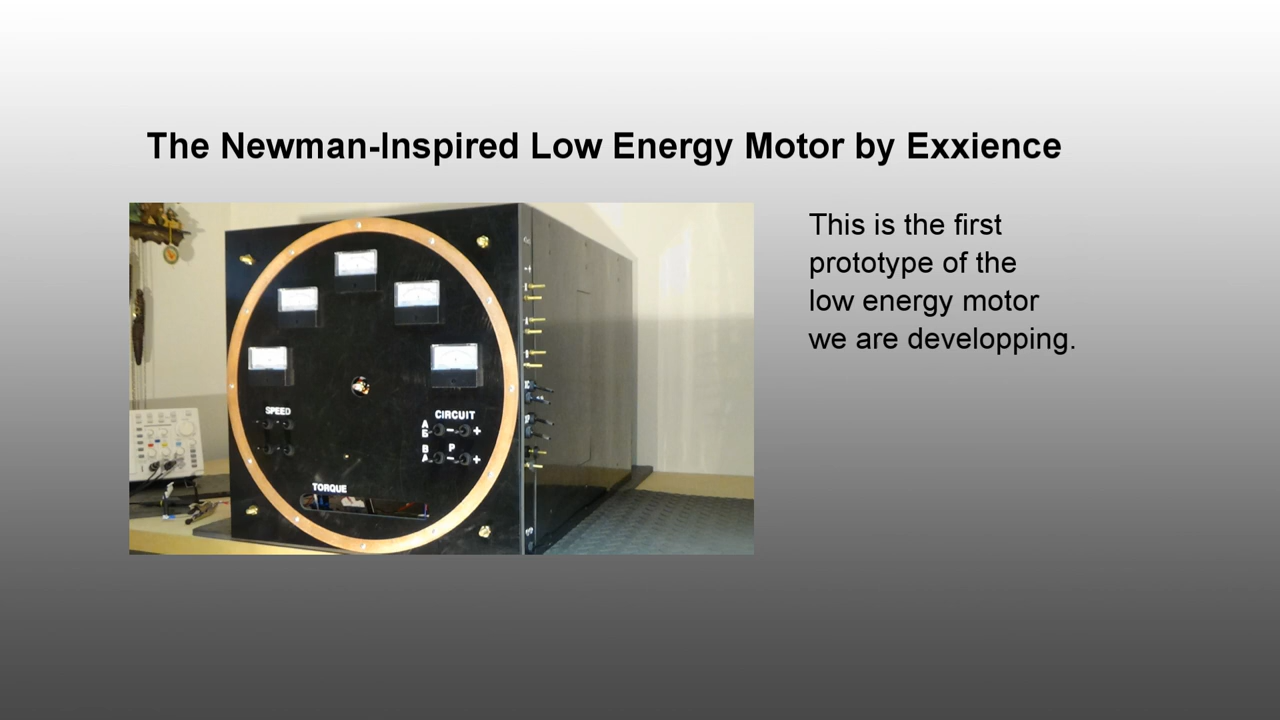 The Newman-Inspired Low Energy Motor by Exxience
This is the first
prototype of the
low energy motor
we are developping.
SPEED
CIRCUIT
A - +
B
B P
A - +
TORQUE